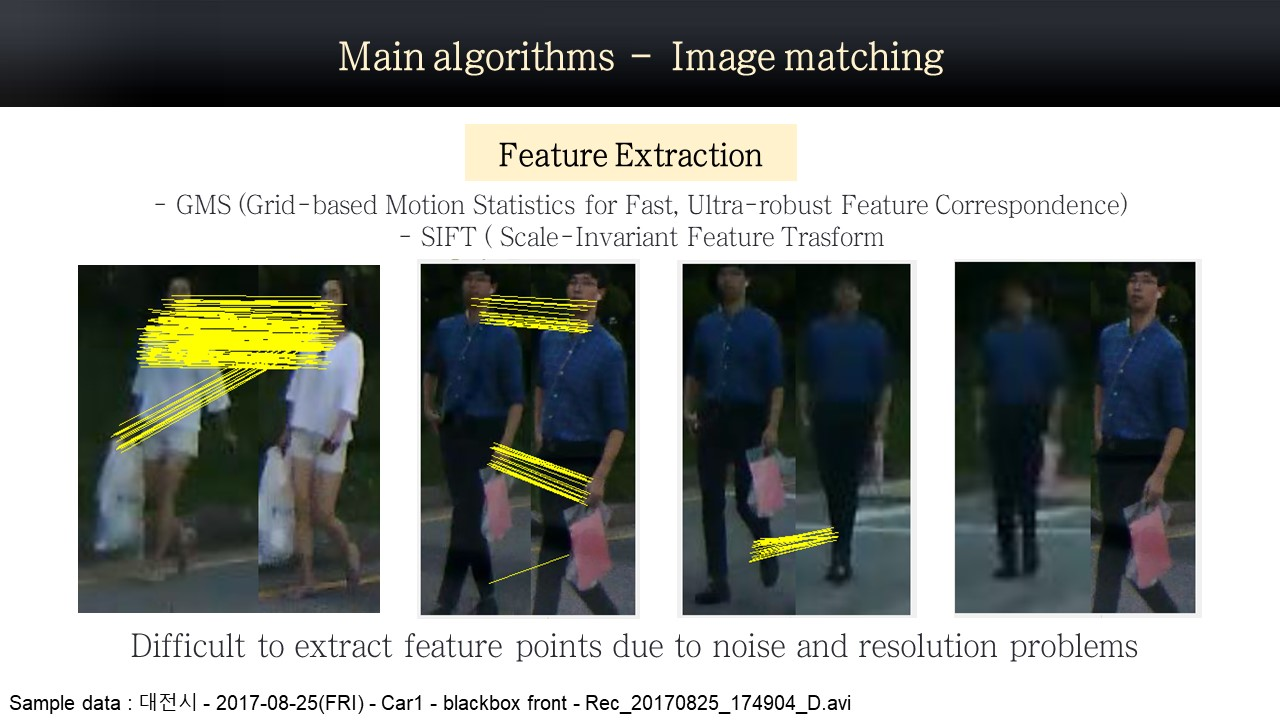 Main algorithms - Image matching
Feature Extraction
- GMS (Grid-based Motion Statistics for Fast, Ultra-robust Feature Correspondence)
- SIFT ( Scale-Invariant Feature Trasform
Difficult to extract feature points due to noise and resolution problems
Sample data : 대전시 - 2017-08-25(FRI) - Car1 - blackbox front - Rec_20170825_174904_D.avi